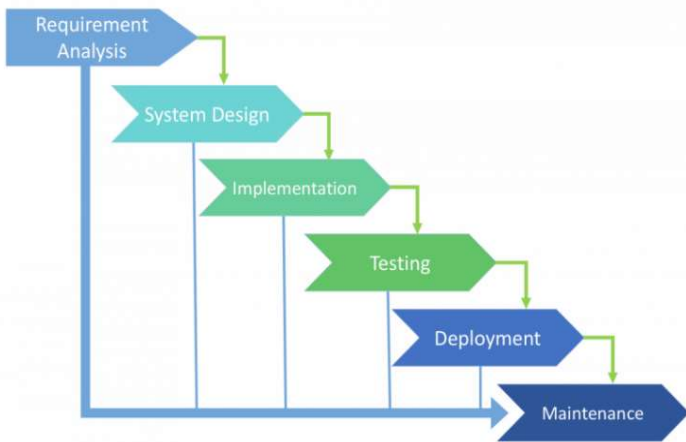 Requirement
Analysis
System Design
Implementation
Testing
Deployment
Maintenance